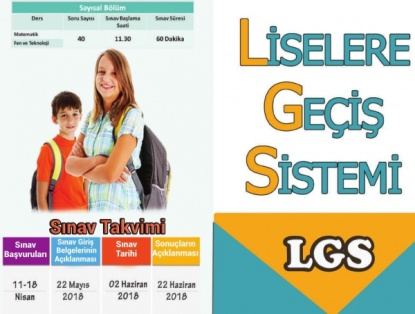 Sayısal Bölüm
Ders Soru Sayısı Sınav Başlama Saati Sınav Süresi
Matematik
Fen ve Teknoloji
40 11.30 60 Dakika
Sınav Takvimi
Sınav Başvuruları
Sınav Giriş Belgelerinin Açıklanması
Sınav Tarihi
Sonuçların Açıklanması
11-18 Nisan
22 Mayıs 2018
02 Haziran 2018
22 Haziran 2018
LİSELERE
GEÇİŞ
SİSTEMİ
LGS